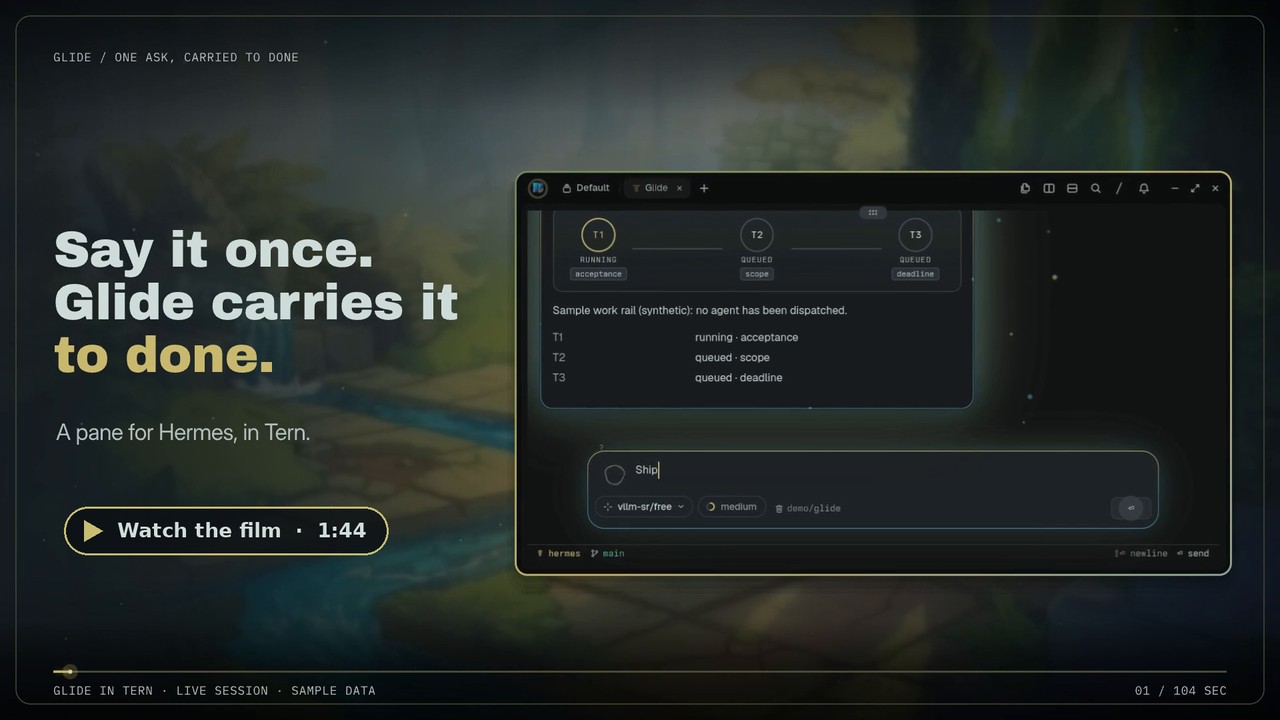 GLIDE / ONE ASK, CARRIED TO DONE
Say it once.
Glide carries it
to done.
A pane for Hermes, in Tern.
Watch the film · 1:44
Default
Glide × +
T1 T2 T3
RUNNING QUEUED QUEUED
acceptance scope deadline
Sample work rail (synthetic): no agent has been dispatched.
T1 running · acceptance
T2 queued · scope
T3 queued · deadline
?
Ship
vllm-sr/free medium demo/glide
hermes main newline send
GLIDE IN TERN · LIVE SESSION · SAMPLE DATA
01 / 104 SEC